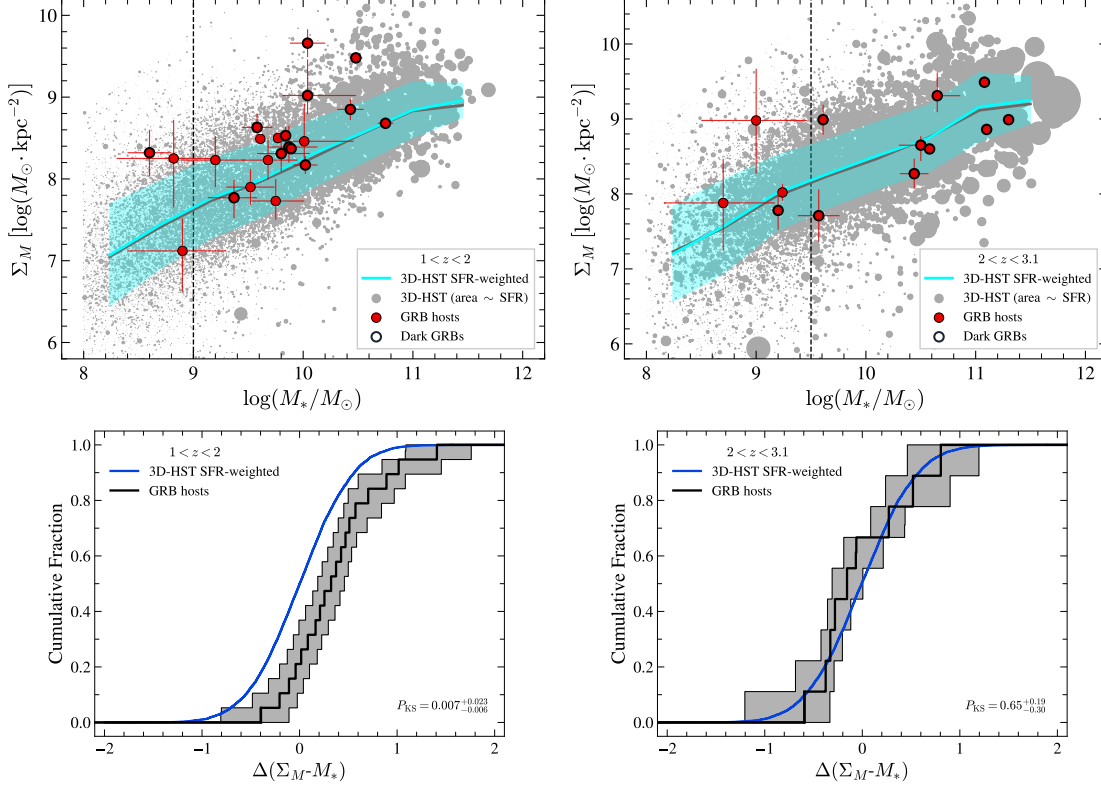 10
9
8
7
6
Σ_M [log(M_⊙ · kpc⁻²)]
1 < z < 2
3D-HST SFR-weighted
3D-HST (area ∼ SFR)
GRB hosts
Dark GRBs
8 9 10 11 12
log(M_*/M_⊙)
10
9
8
7
6
Σ_M [log(M_⊙ · kpc⁻²)]
2 < z < 3.1
3D-HST SFR-weighted
3D-HST (area ∼ SFR)
GRB hosts
Dark GRBs
8 9 10 11 12
log(M_*/M_⊙)
1.0
0.8
0.6
0.4
0.2
0.0
Cumulative Fraction
1 < z < 2
3D-HST SFR-weighted
GRB hosts
P_KS = 0.007^{+0.023}_{−0.006}
−2 −1 0 1 2
Δ(Σ_M-M_*)
1.0
0.8
0.6
0.4
0.2
0.0
Cumulative Fraction
2 < z < 3.1
3D-HST SFR-weighted
GRB hosts
P_KS = 0.65^{+0.19}_{−0.30}
−2 −1 0 1 2
Δ(Σ_M-M_*)